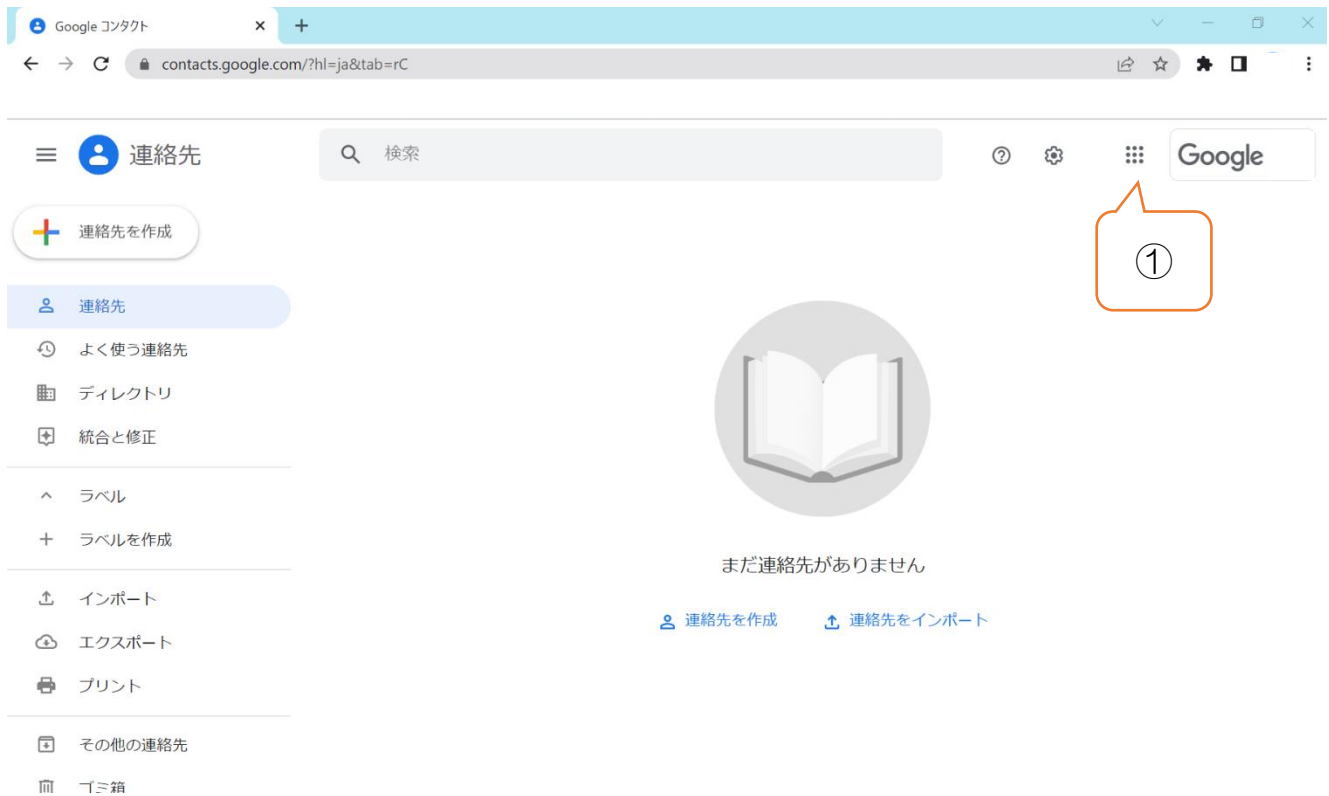 Google コンタクト
contacts.google.com/?hl=ja&tab=rC
連絡先
検索
Google
①
連絡先を作成
連絡先
よく使う連絡先
ディレクトリ
統合と修正
ラベル
ラベルを作成
まだ連絡先がありません
連絡先を作成 連絡先をインポート
インポート
エクスポート
プリント
その他の連絡先
ゴミ箱